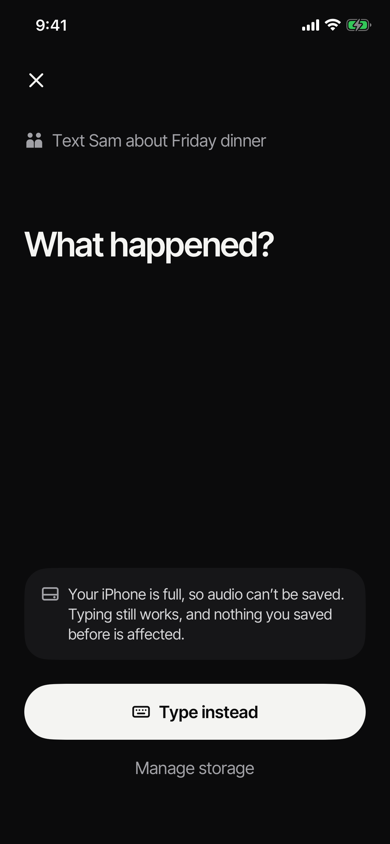 9:41
Text Sam about Friday dinner
What happened?
Your iPhone is full, so audio can’t be saved.
Typing still works, and nothing you saved
before is affected.
Type instead
Manage storage